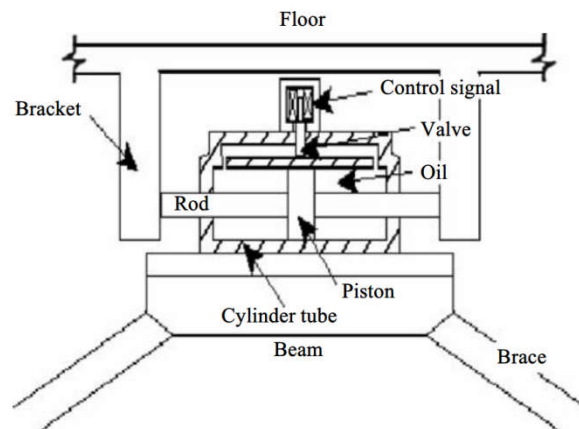 Floor
Control signal
Bracket
Valve
Oil
Rod
Piston
Cylinder tube
Beam
Brace